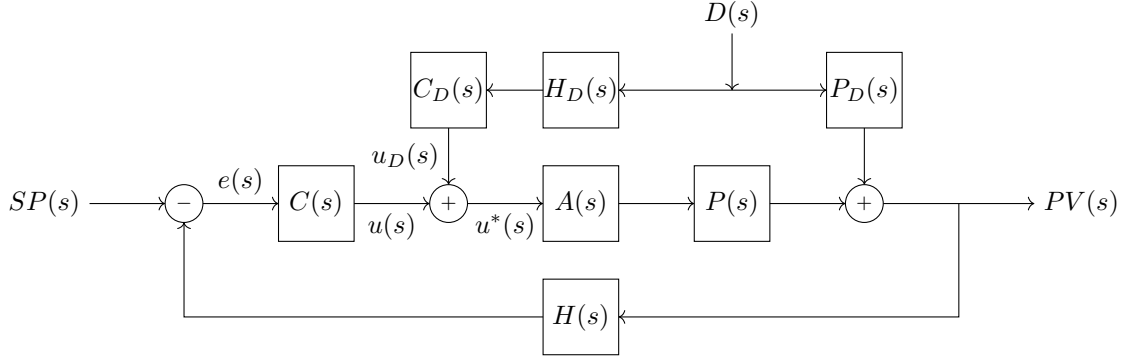 D(s)
C_D(s)
H_D(s)
P_D(s)
u_D(s)
SP(s)
−
e(s)
C(s)
u(s)
+
u*(s)
A(s)
P(s)
+
PV(s)
H(s)